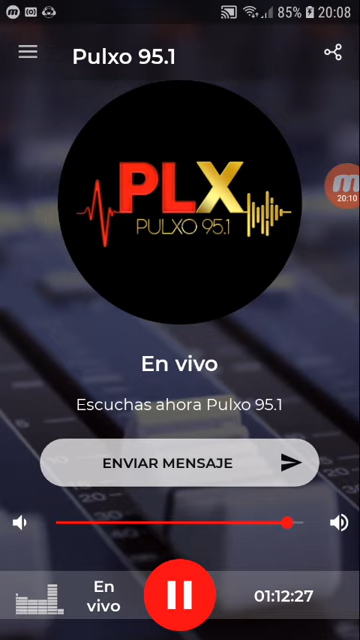 85% 20:08
Pulxo 95.1
PLX
PULXO 95.1
20:10
En vivo
Escuchas ahora Pulxo 95.1
ENVIAR MENSAJE
En
vivo
01:12:27